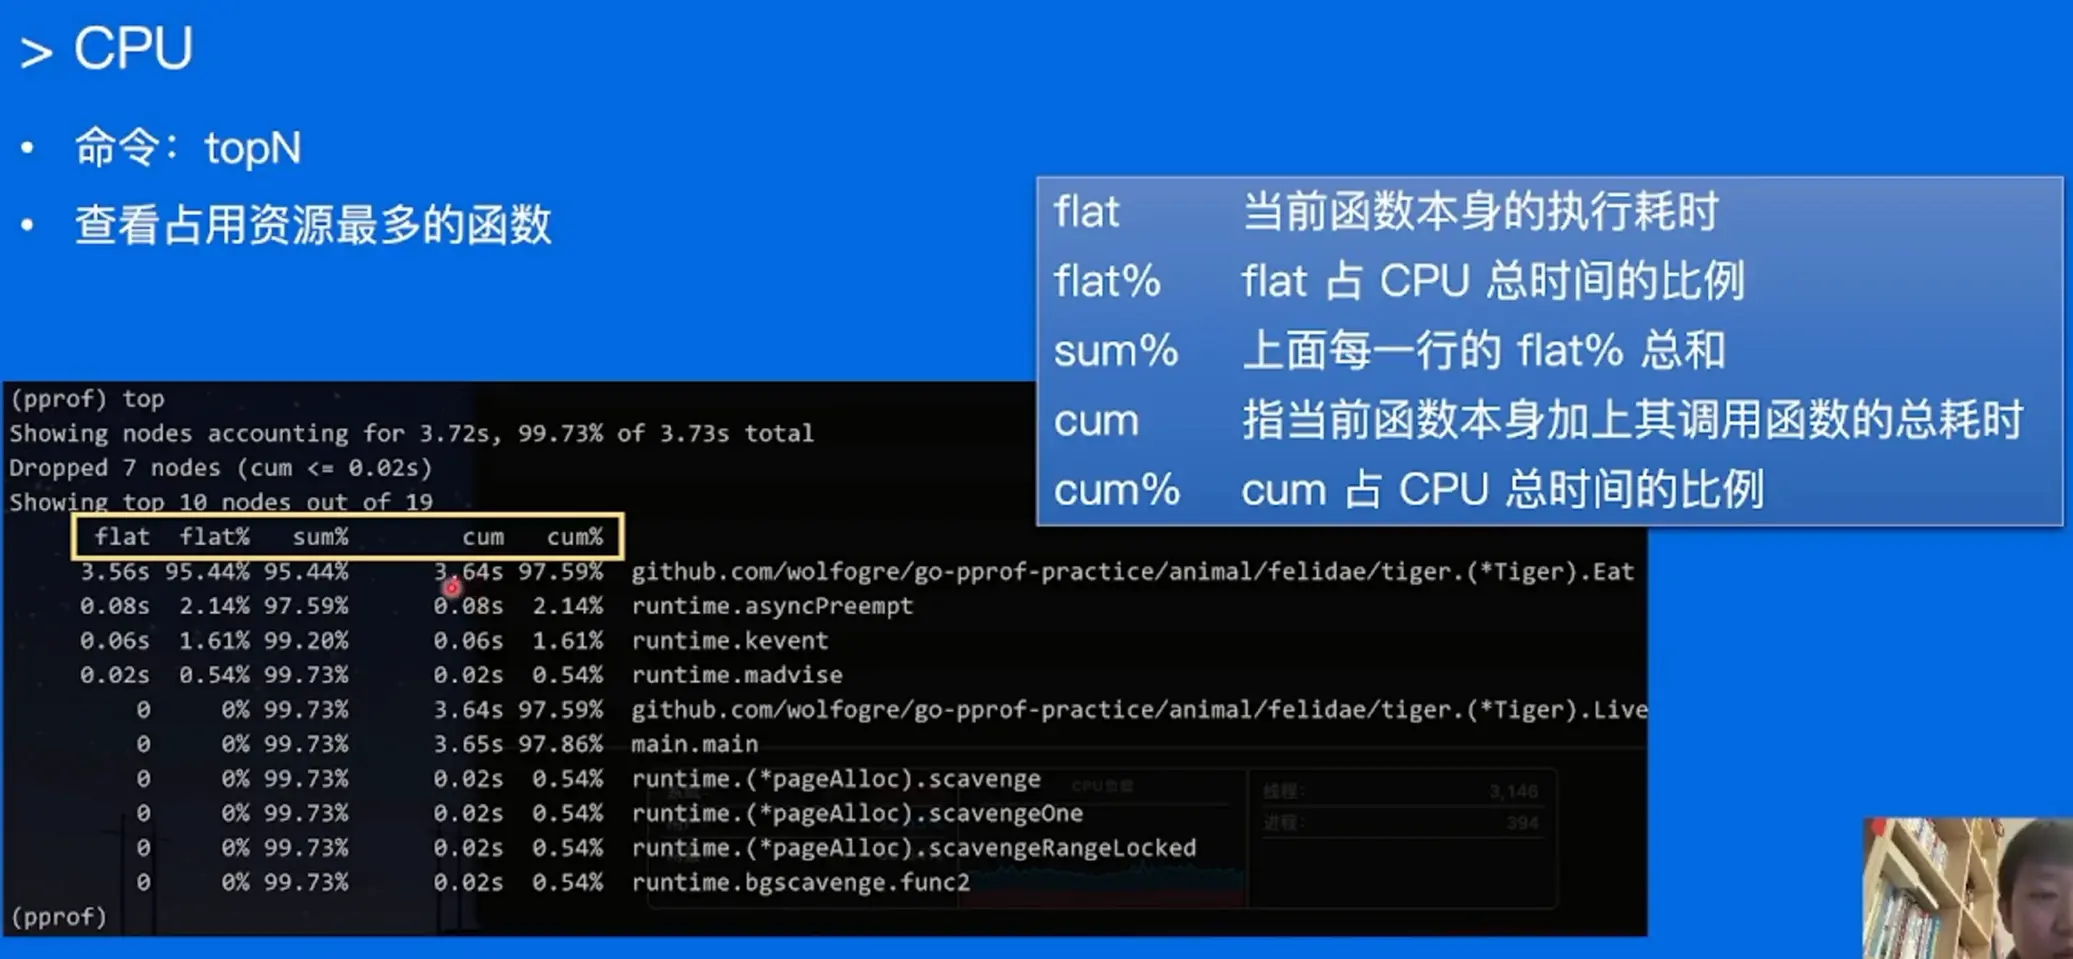 > CPU
• 命令：topN
• 查看占用资源最多的函数
flat 当前函数本身的执行耗时
flat% flat 占 CPU 总时间的比例
sum% 上面每一行的 flat% 总和
cum 指当前函数本身加上其调用函数的总耗时
cum% cum 占 CPU 总时间的比例
(pprof) top
Showing nodes accounting for 3.72s, 99.73% of 3.73s total
Dropped 7 nodes (cum <= 0.02s)
Showing top 10 nodes out of 19
flat flat% sum% cum cum%
3.56s 95.44% 95.44% 3.64s 97.59% github.com/wolfogre/go-pprof-practice/animal/felidae/tiger.(*Tiger).Eat
0.08s 2.14% 97.59% 0.08s 2.14% runtime.asyncPreempt
0.06s 1.61% 99.20% 0.06s 1.61% runtime.kevent
0.02s 0.54% 99.73% 0.02s 0.54% runtime.madvise
0 0% 99.73% 3.64s 97.59% github.com/wolfogre/go-pprof-practice/animal/felidae/tiger.(*Tiger).Live
0 0% 99.73% 3.65s 97.86% main.main
0 0% 99.73% 0.02s 0.54% runtime.(*pageAlloc).scavenge
CPU负载
线程： 3,146
0 0% 99.73% 0.02s 0.54% runtime.(*pageAlloc).scavengeOne
进程： 394
0 0% 99.73% 0.02s 0.54% runtime.(*pageAlloc).scavengeRangeLocked
0 0% 99.73% 0.02s 0.54% runtime.bgscavenge.func2
(pprof)